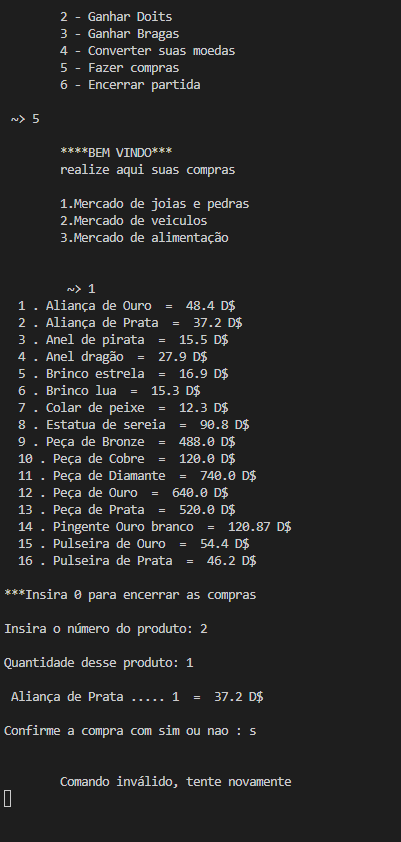 2 - Ganhar Doits
3 - Ganhar Bragas
4 - Converter suas moedas
5 - Fazer compras
6 - Encerrar partida
~> 5
****BEM VINDO***
realize aqui suas compras
1.Mercado de joias e pedras
2.Mercado de veiculos
3.Mercado de alimentação
~> 1
1 . Aliança de Ouro  =  48.4 D$
2 . Aliança de Prata  =  37.2 D$
3 . Anel de pirata  =  15.5 D$
4 . Anel dragão  =  27.9 D$
5 . Brinco estrela  =  16.9 D$
6 . Brinco lua  =  15.3 D$
7 . Colar de peixe  =  12.3 D$
8 . Estatua de sereia  =  90.8 D$
9 . Peça de Bronze  =  488.0 D$
10 . Peça de Cobre  =  120.0 D$
11 . Peça de Diamante  =  740.0 D$
12 . Peça de Ouro  =  640.0 D$
13 . Peça de Prata  =  520.0 D$
14 . Pingente Ouro branco  =  120.87 D$
15 . Pulseira de Ouro  =  54.4 D$
16 . Pulseira de Prata  =  46.2 D$
***Insira 0 para encerrar as compras
Insira o número do produto: 2
Quantidade desse produto: 1
Aliança de Prata ..... 1  =  37.2 D$
Confirme a compra com sim ou nao : s
Comando inválido, tente novamente